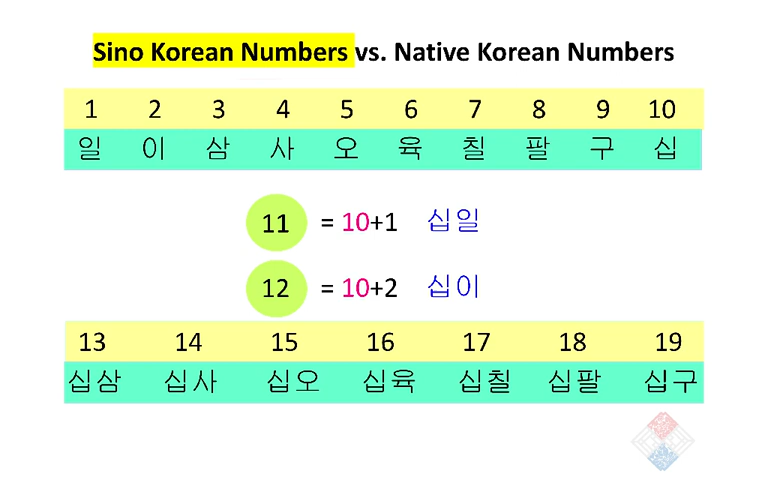 Sino Korean Numbers vs. Native Korean Numbers
1 2 3 4 5 6 7 8 9 10
일 이 삼 사 오 육 칠 팔 구 십
11 = 10+1 십일
12 = 10+2 십이
13 14 15 16 17 18 19
십삼 십사 십오 십육 십칠 십팔 십구